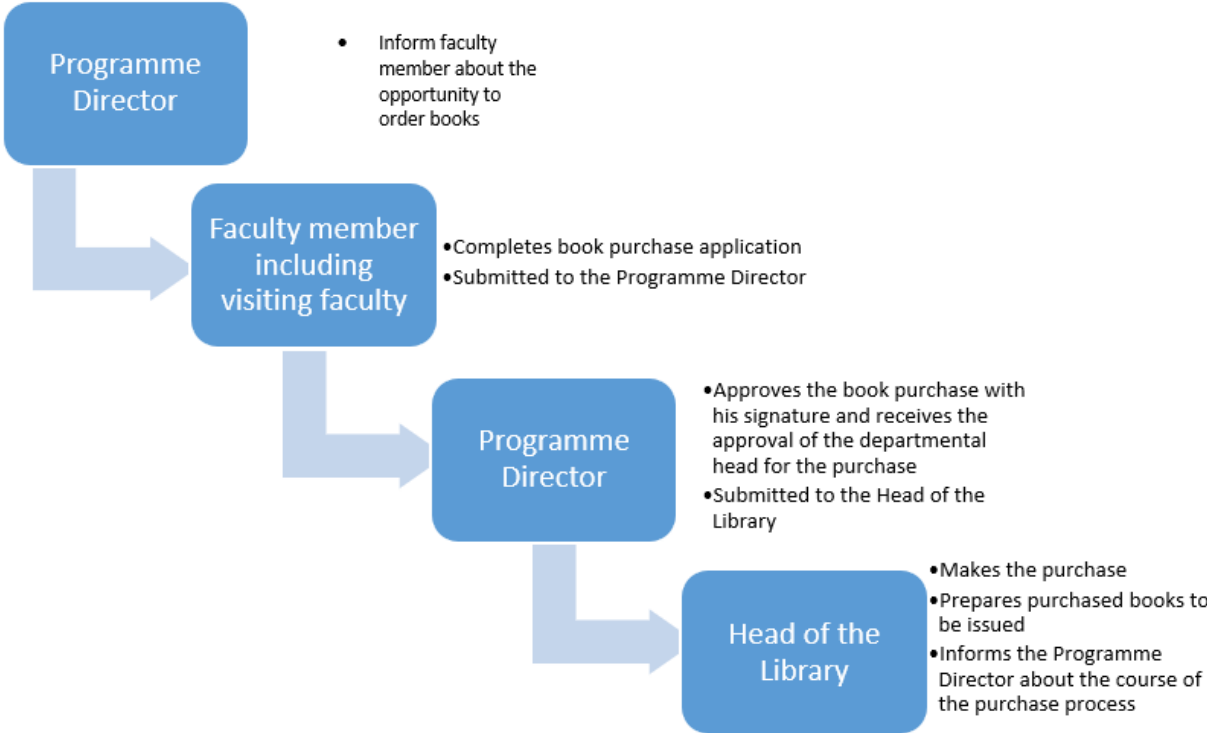 Programme
Director
• Inform faculty
member about the
opportunity to
order books
Faculty member
including
visiting faculty
•Completes book purchase application
•Submitted to the Programme Director
Programme
Director
•Approves the book purchase with
his signature and receives the
approval of the departmental
head for the purchase
•Submitted to the Head of the
Library
Head of the
Library
•Makes the purchase
•Prepares purchased books to
be issued
•Informs the Programme
Director about the course of
the purchase process